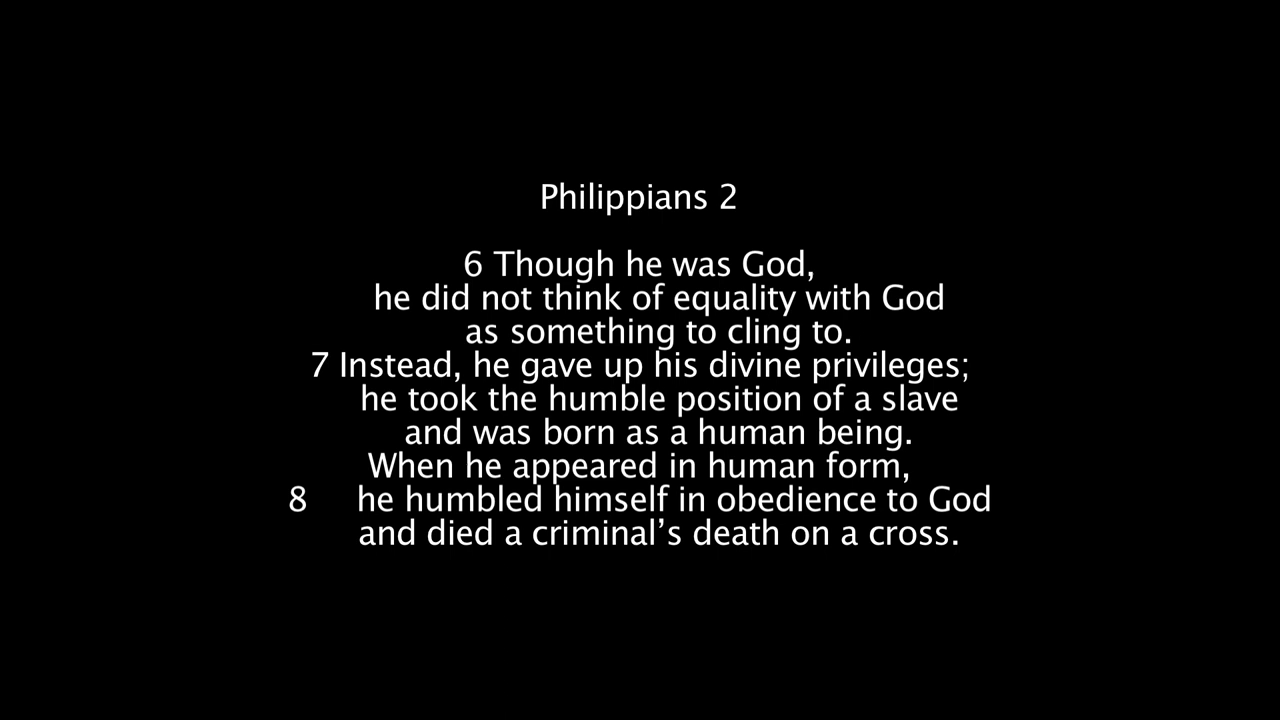 Philippians 2
6 Though he was God,
he did not think of equality with God
as something to cling to.
7 Instead, he gave up his divine privileges;
he took the humble position of a slave
and was born as a human being.
When he appeared in human form,
8 he humbled himself in obedience to God
and died a criminal’s death on a cross.